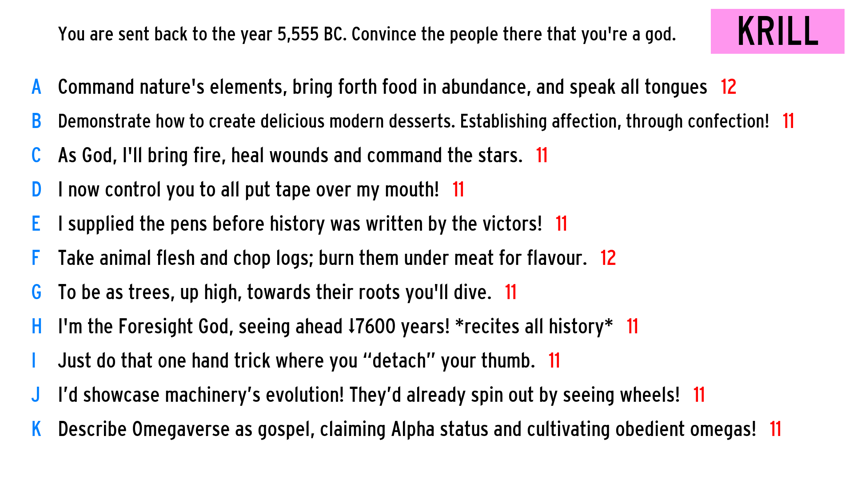 You are sent back to the year 5,555 BC. Convince the people there that you're a god.
KRILL
A Command nature's elements, bring forth food in abundance, and speak all tongues 12
B Demonstrate how to create delicious modern desserts. Establishing affection, through confection! 11
C As God, I'll bring fire, heal wounds and command the stars. 11
D I now control you to all put tape over my mouth! 11
E I supplied the pens before history was written by the victors! 11
F Take animal flesh and chop logs; burn them under meat for flavour. 12
G To be as trees, up high, towards their roots you'll dive. 11
H I'm the Foresight God, seeing ahead ⇂7600 years! *recites all history* 11
I Just do that one hand trick where you “detach” your thumb. 11
J I’d showcase machinery’s evolution! They’d already spin out by seeing wheels! 11
K Describe Omegaverse as gospel, claiming Alpha status and cultivating obedient omegas! 11